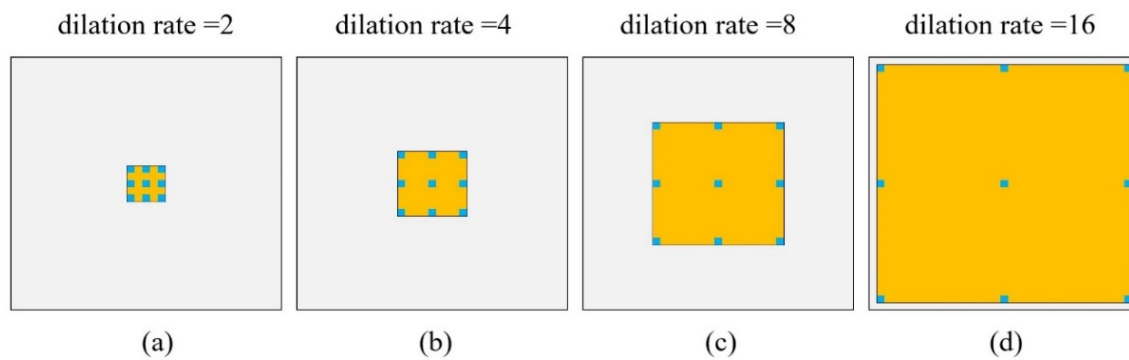 dilation rate =2 dilation rate =4 dilation rate =8 dilation rate =16
(a) (b) (c) (d)